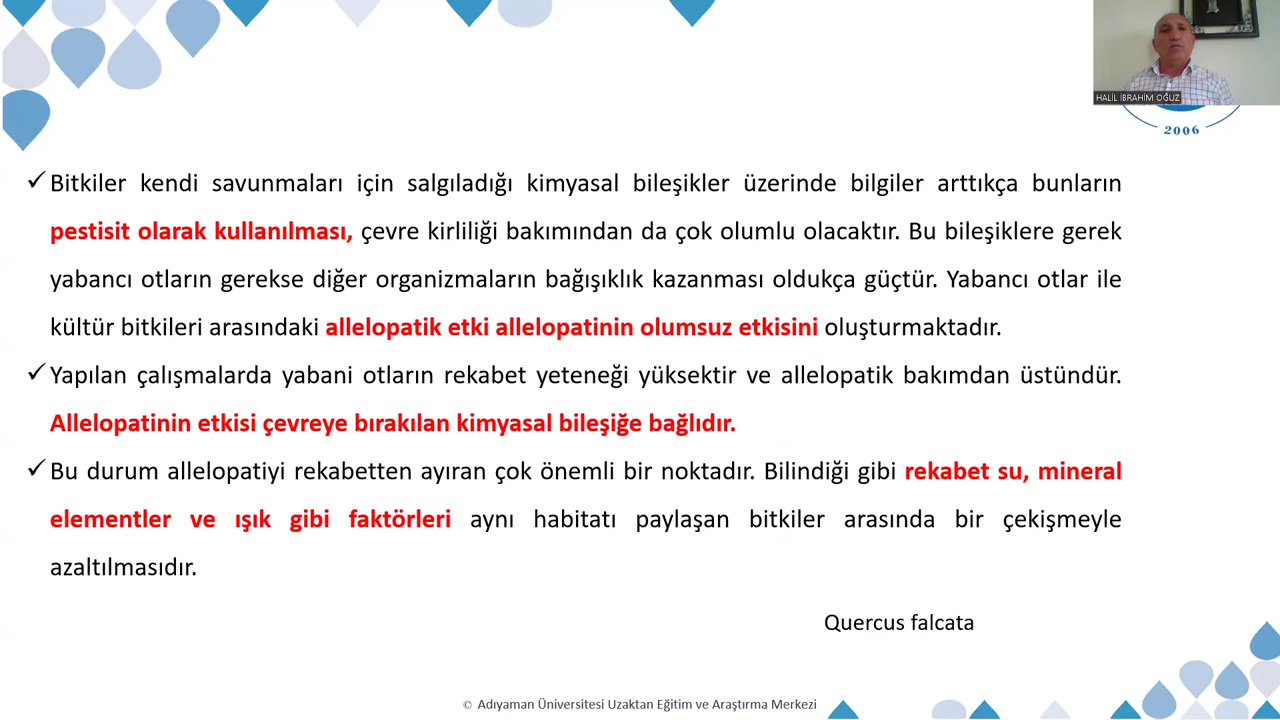 HALİL İBRAHİM OĞUZ
2006
✓Bitkiler kendi savunmaları için salgıladığı kimyasal bileşikler üzerinde bilgiler arttıkça bunların
pestisit olarak kullanılması, çevre kirliliği bakımından da çok olumlu olacaktır. Bu bileşiklere gerek
yabancı otların gerekse diğer organizmaların bağışıklık kazanması oldukça güçtür. Yabancı otlar ile
kültür bitkileri arasındaki allelopatik etki allelopatinin olumsuz etkisini oluşturmaktadır.
✓Yapılan çalışmalarda yabani otların rekabet yeteneği yüksektir ve allelopatik bakımdan üstündür.
Allelopatinin etkisi çevreye bırakılan kimyasal bileşiğe bağlıdır.
✓Bu durum allelopatiyi rekabetten ayıran çok önemli bir noktadır. Bilindiği gibi rekabet su, mineral
elementler ve ışık gibi faktörleri aynı habitatı paylaşan bitkiler arasında bir çekişmeyle
azaltılmasıdır.
Quercus falcata
© Adıyaman Üniversitesi Uzaktan Eğitim ve Araştırma Merkezi